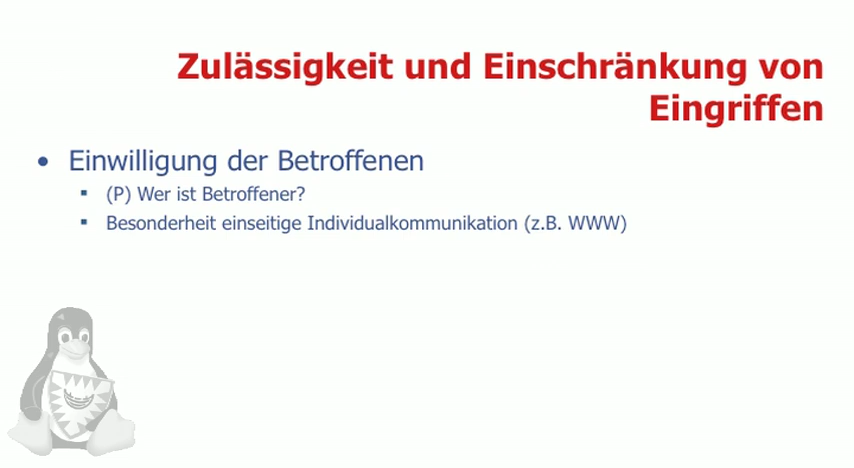 Zulässigkeit und Einschränkung von
Eingriffen
• Einwilligung der Betroffenen
▪ (P) Wer ist Betroffener?
▪ Besonderheit einseitige Individualkommunikation (z.B. WWW)